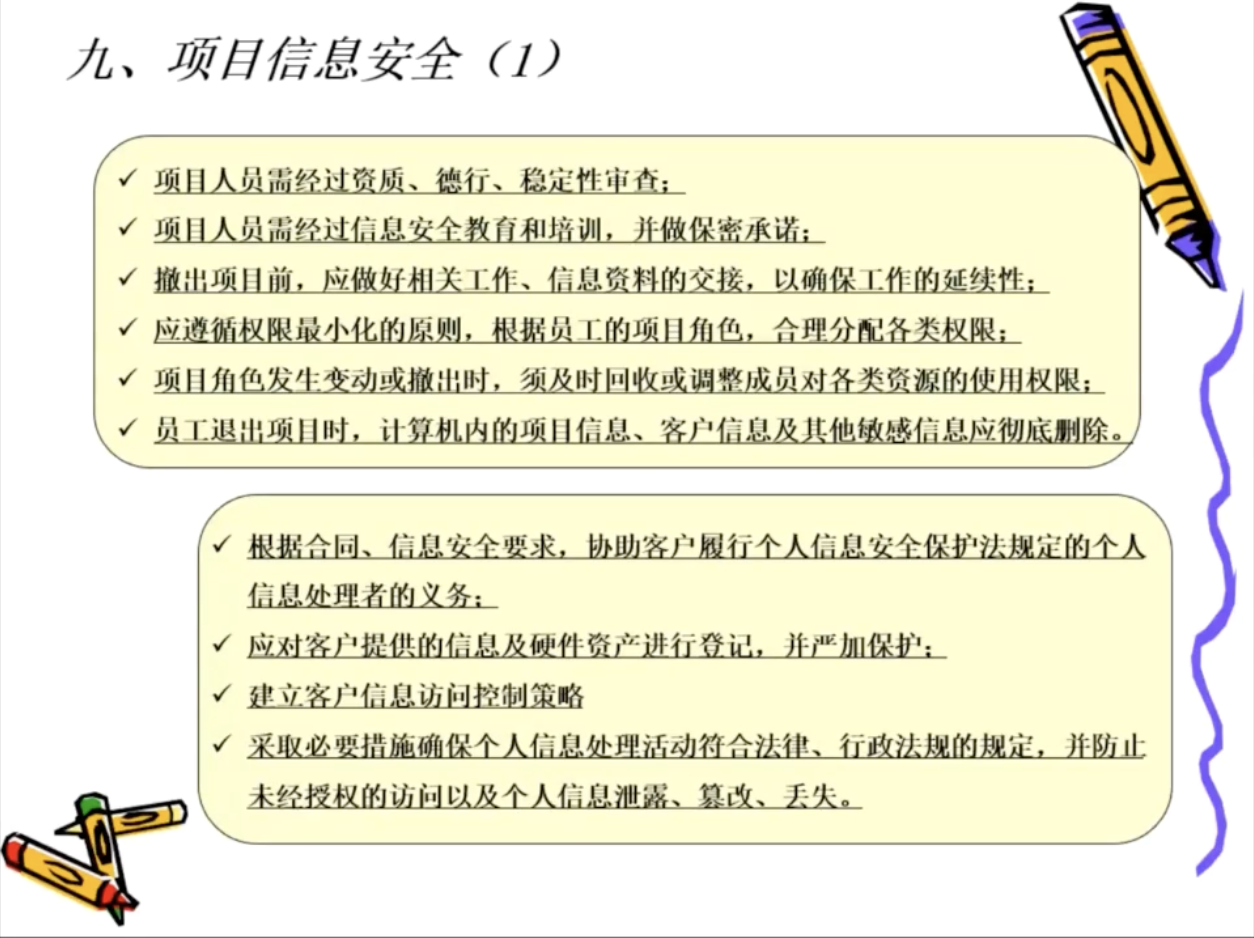 九、项目信息安全（1）
✓ 项目人员需经过资质、德行、稳定性审查；
✓ 项目人员需经过信息安全教育和培训，并做保密承诺；
✓ 撤出项目前，应做好相关工作、信息资料的交接，以确保工作的延续性；
✓ 应遵循权限最小化的原则，根据员工的项目角色，合理分配各类权限；
✓ 项目角色发生变动或撤出时，须及时回收或调整成员对各类资源的使用权限；
✓ 员工退出项目时，计算机内的项目信息、客户信息及其他敏感信息应彻底删除。
✓ 根据合同、信息安全要求，协助客户履行个人信息安全保护法规定的个人
信息处理者的义务；
✓ 应对客户提供的信息及硬件资产进行登记，并严加保护；
✓ 建立客户信息访问控制策略
✓ 采取必要措施确保个人信息处理活动符合法律、行政法规的规定，并防止
未经授权的访问以及个人信息泄露、篡改、丢失。